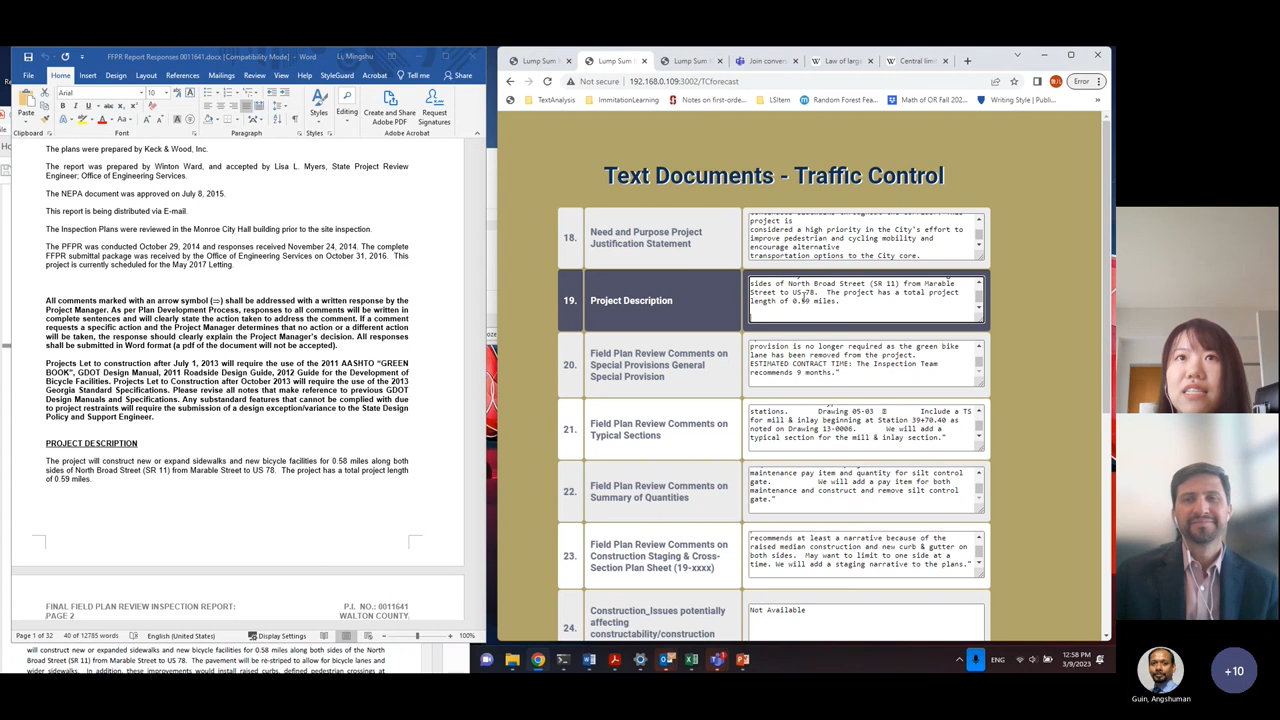 FFPR Report Responses 0011641.docx [Compatibility Mode] - Word
Li, Mingshu
File Home Insert Design Layout References Mailings Review View StyleGuard Acrobat Tell me Share
Arial
10
Paste
Styles
Editing
Create and Share Adobe PDF
Request Signatures
Clipboard Font Paragraph Styles Adobe Acrobat
The plans were prepared by Keck & Wood, Inc.
The report was prepared by Winton Ward, and accepted by Lisa L. Myers, State Project Review
Engineer; Office of Engineering Services.
The NEPA document was approved on July 8, 2015.
This report is being distributed via E-mail.
The Inspection Plans were reviewed in the Monroe City Hall building prior to the site inspection.
The PFPR was conducted October 29, 2014 and responses received November 24, 2014. The complete
FFPR submittal package was received by the Office of Engineering Services on October 31, 2016. This
project is currently scheduled for the May 2017 Letting.
All comments marked with an arrow symbol (⇒) shall be addressed with a written response by the
Project Manager. As per Plan Development Process, responses to all comments will be written in
complete sentences and will clearly state the action taken to address the comment. If a comment
requests a specific action and the Project Manager determines that no action or a different action
will be taken, the response should clearly explain the Project Manager's decision. All responses
shall be submitted in Word format (a pdf of the document will not be accepted).
Projects Let to construction after July 1, 2013 will require the use of the 2011 AASHTO "GREEN
BOOK", GDOT Design Manual, 2011 Roadside Design Guide, 2012 Guide for the Development of
Bicycle Facilities. Projects Let to Construction after October 2013 will require the use of the 2013
Georgia Standard Specifications. Please revise all notes that make reference to previous GDOT
Design Manuals and Specifications. Any substandard features that cannot be complied with due
to project restraints will require the submission of a design exception/variance to the State Design
Policy and Support Engineer.
PROJECT DESCRIPTION
The project will construct new or expand sidewalks and new bicycle facilities for 0.58 miles along both
sides of North Broad Street (SR 11) from Marable Street to US 78. The project has a total project length
of 0.59 miles.
FINAL FIELD PLAN REVIEW INSPECTION REPORT: P.I. NO.: 0011641
PAGE 2 WALTON COUNTY
Page 1 of 32 40 of 12785 words English (United States) Display Settings 100%
will construct new or expanded sidewalks and new bicycle facilities for 0.58 miles along both sides of the North
Broad Street (SR 11) from Marable Street to US 78. The pavement will be re-striped to allow for bicycle lanes and
wider sidewalks. In addition, these improvements would install raised curbs, defined pedestrian crossings at
Lump Sum Lump Sum Lump Sum Join conver Law of large Central limit
Not secure 192.168.0.109:3002/TCforecast Error
TextAnalysis ImmitationLearning Notes on first-orde... LSItem Random Forest Fea... Math of OR Fall 202... Writing Style | Publ...
Text Documents - Traffic Control
18. Need and Purpose Project
Justification Statement
project is
considered a high priority in the City's effort to
improve pedestrian and cycling mobility and
encourage alternative
transportation options to the City core.
19. Project Description
sides of North Broad Street (SR 11) from Marable
Street to US 78. The project has a total project
length of 0.59 miles.
20. Field Plan Review Comments on
Special Provisions General
Special Provision
provision is no longer required as the green bike
lane has been removed from the project.
ESTIMATED CONTRACT TIME: The Inspection Team
recommends 9 months."
21. Field Plan Review Comments on
Typical Sections
stations. Drawing 05-03 Include a TS
for mill & inlay beginning at Station 39+70.40 as
noted on Drawing 13-0006. We will add a
typical section for the mill & inlay section."
22. Field Plan Review Comments on
Summary of Quantities
maintenance pay item and quantity for silt control
gate. We will add a pay item for both
maintenance and construct and remove silt control
gate."
23. Field Plan Review Comments on
Construction Staging & Cross-
Section Plan Sheet (19-xxxx)
recommends at least a narrative because of the
raised median construction and new curb & gutter on
both sides. May want to limit to one side at a
time. We will add a staging narrative to the plans."
24. Construction_Issues potentially
affecting
constructability/construction
Not Available
ENG
12:58 PM
3/9/2023
Guin, Angshuman
+10